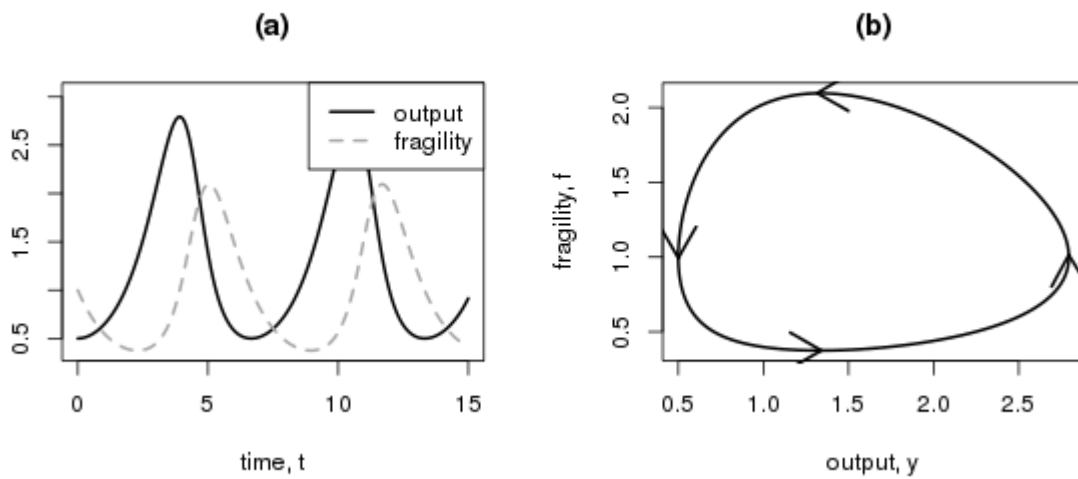 (a)
output
fragility
0.5 1.5 2.5
0 5 10 15
time, t
(b)
fragility, f
0.5 1.0 1.5 2.0
0.5 1.0 1.5 2.0 2.5
output, y